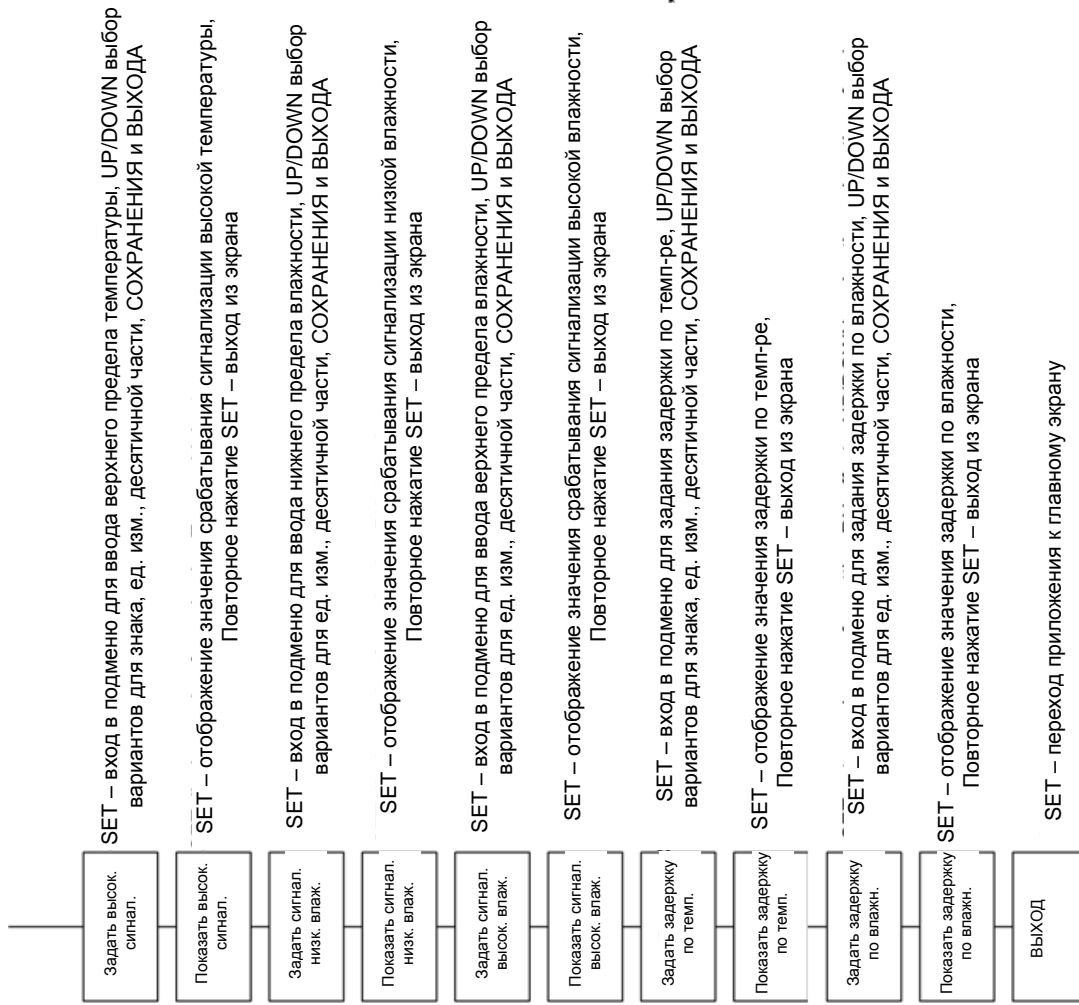 Задать высок.
сигнал.
SET – вход в подменю для ввода верхнего предела температуры, UP/DOWN выбор
вариантов для знака, ед. изм., десятичной части, СОХРАНЕНИЯ и ВЫХОДА
Показать высок.
сигнал.
SET – отображение значения срабатывания сигнализации высокой температуры,
Повторное нажатие SET – выход из экрана
Задать сигнал.
низк. влаж.
SET – вход в подменю для ввода нижнего предела влажности, UP/DOWN выбор
вариантов для ед. изм., десятичной части, СОХРАНЕНИЯ и ВЫХОДА
Показать сигнал.
низк. влаж.
SET – отображение значения срабатывания сигнализации низкой влажности,
Повторное нажатие SET – выход из экрана
Задать сигнал.
высок. влаж.
SET – вход в подменю для ввода верхнего предела влажности, UP/DOWN выбор
вариантов для ед. изм., десятичной части, СОХРАНЕНИЯ и ВЫХОДА
Показать сигнал.
высок. влаж.
SET – отображение значения срабатывания сигнализации высокой влажности,
Повторное нажатие SET – выход из экрана
Задать задержку
по темп.
SET – вход в подменю для задания задержки по темп-ре, UP/DOWN выбор
вариантов для знака, ед. изм., десятичной части, СОХРАНЕНИЯ и ВЫХОДА
Показать задержку
по темп.
SET – отображение значения задержки по темп-ре,
Повторное нажатие SET – выход из экрана
Задать задержку
по влажн.
SET – вход в подменю для задания задержки по влажности, UP/DOWN выбор
вариантов для ед. изм., десятичной части, СОХРАНЕНИЯ и ВЫХОДА
Показать задержку
по влажн.
SET – отображение значения задержки по влажности,
Повторное нажатие SET – выход из экрана
ВЫХОД
SET – переход приложения к главному экрану